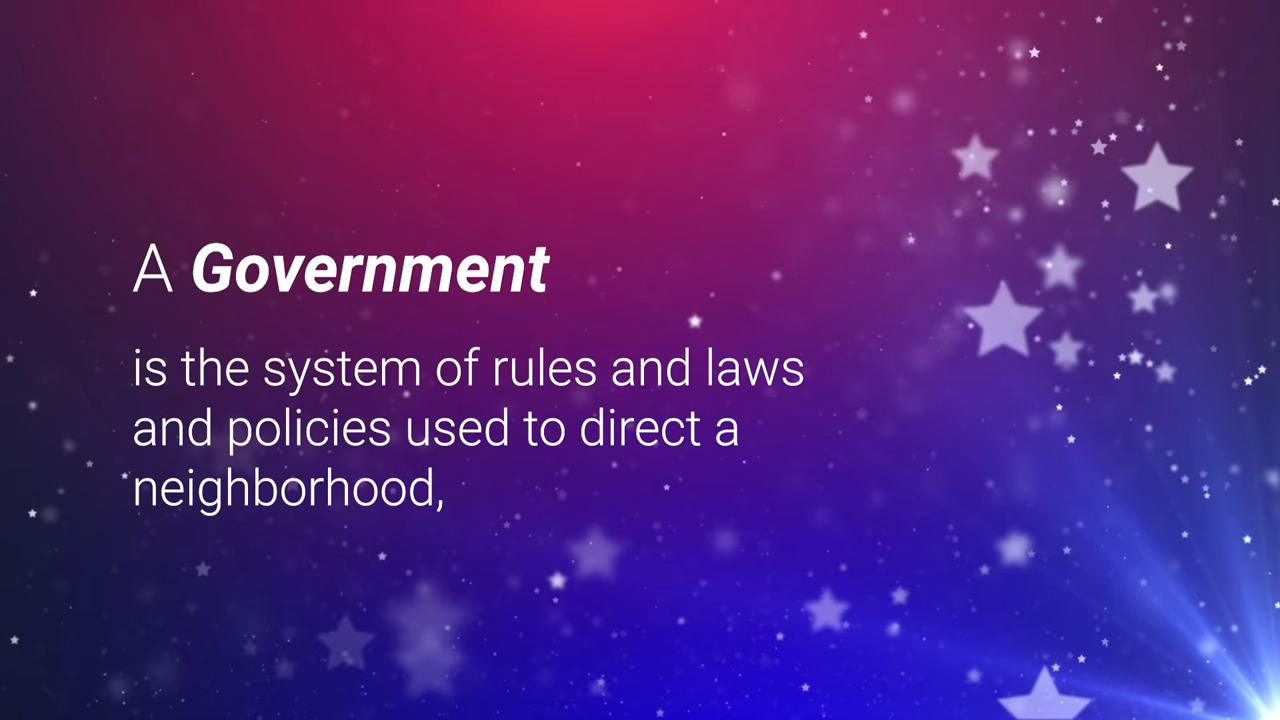 A Government
is the system of rules and laws
and policies used to direct a
neighborhood,